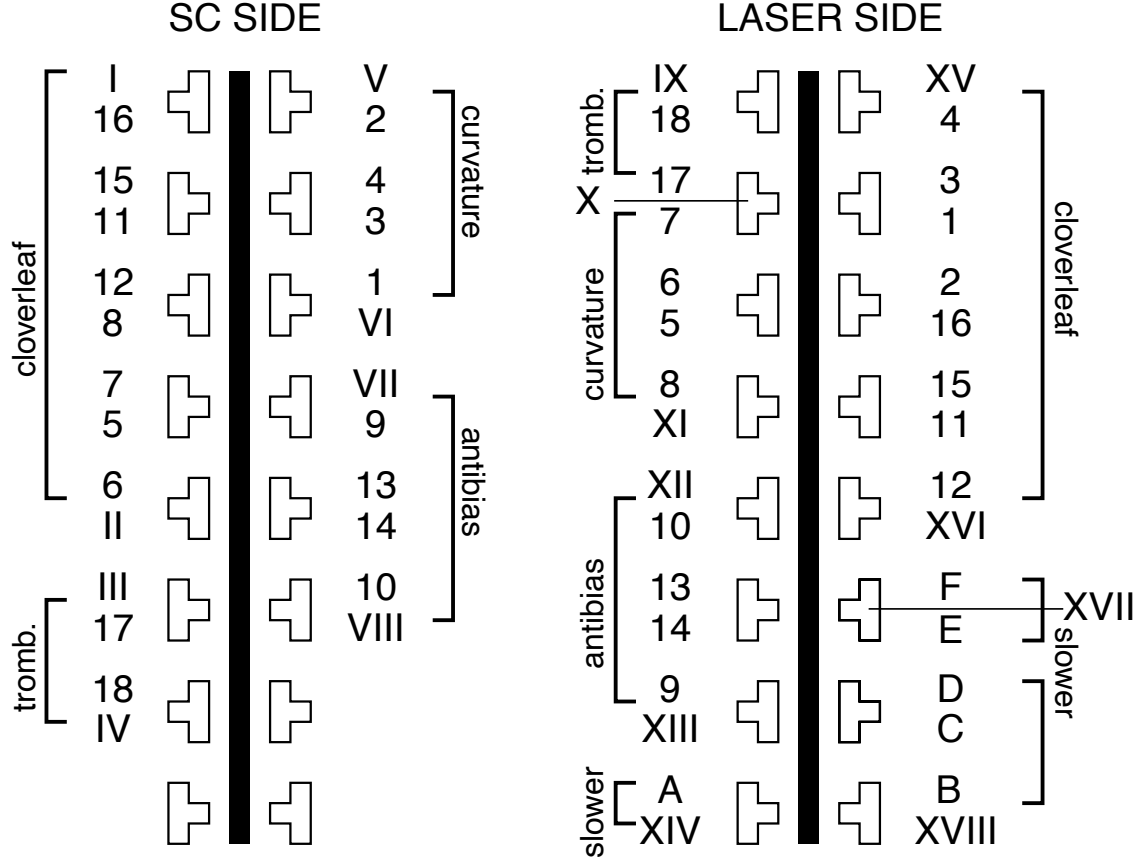 SC SIDE
LASER SIDE
cloverleaf
I
16
15
11
12
8
7
5
6
II
tromb.
III
17
18
IV
V
2
4
3
1
VI
curvature
VII
9
13
14
10
VIII
antibias
tromb.
IX
18
17
X
7
6
5
8
XI
curvature
XII
10
13
14
9
XIII
antibias
slower
A
XIV
XV
4
3
1
2
16
15
11
12
XVI
cloverleaf
F
E
XVII
D
C
B
XVIII
slower